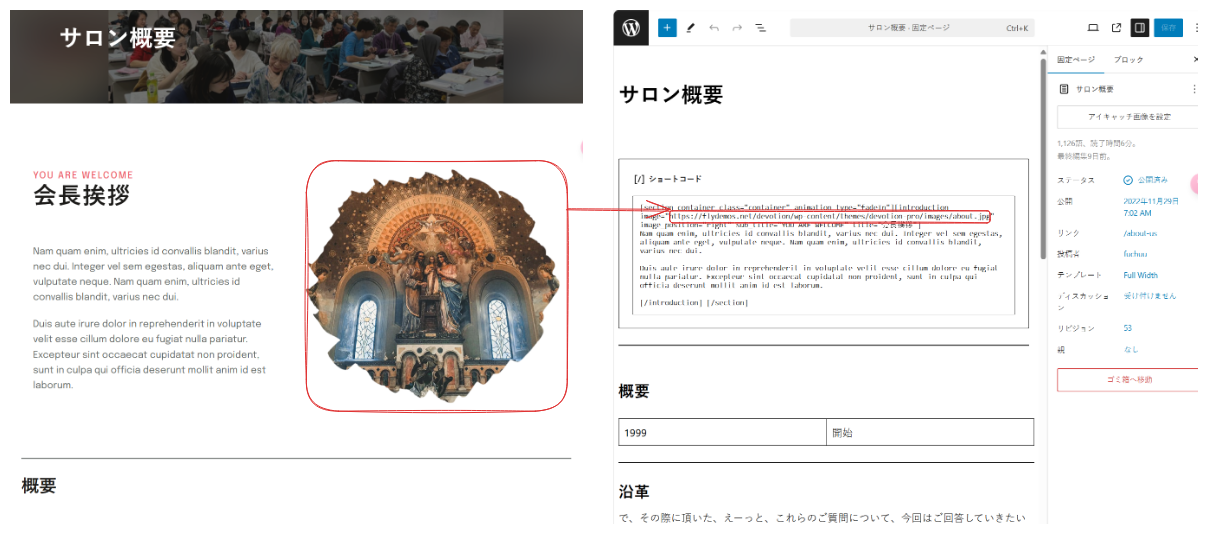 サロン概要
YOU ARE WELCOME
会長挨拶
Nam quam enim, ultricies id convallis blandit, varius
nec dui. Integer vel sem egestas, aliquam ante eget,
vulputate neque. Nam quam enim, ultricies id
convallis blandit, varius nec dui.
Duis aute irure dolor in reprehenderit in voluptate
velit esse cillum dolore eu fugiat nulla pariatur.
Excepteur sint occaecat cupidatat non proident,
sunt in culpa qui officia deserunt mollit anim id est
laborum.
概要
サロン概要 · 固定ページ
Ctrl+K
保存
サロン概要
[/] ショートコード
[section container_class="container" animation_type="fadein"][introduction
image="https://flydemos.net/devotion/wp-content/themes/devotion-pro/images/about.jpg"
image_position="right" sub_title="YOU ARE WELCOME" title="会長挨拶"]
Nam quam enim, ultricies id convallis blandit, varius nec dui. Integer vel sem egestas,
aliquam ante eget, vulputate neque. Nam quam enim, ultricies id convallis blandit,
varius nec dui.
Duis aute irure dolor in reprehenderit in voluptate velit esse cillum dolore eu fugiat
nulla pariatur. Excepteur sint occaecat cupidatat non proident, sunt in culpa qui
officia deserunt mollit anim id est laborum.
[/introduction] [/section]
概要
1999
開始
沿革
で、その際に頂いた、えーっと、これらのご質問について、今回はご回答していきたい
固定ページ
ブロック
サロン概要
アイキャッチ画像を設定
1,126語、読了時間6分。
最終編集9日前。
ステータス
公開済み
公開
2022年11月29日
7:02 AM
リンク
/about-us
投稿者
fuchuu
テンプレート
Full Width
ディスカッショ
ン
受け付けません
リビジョン
53
親
なし
ゴミ箱へ移動